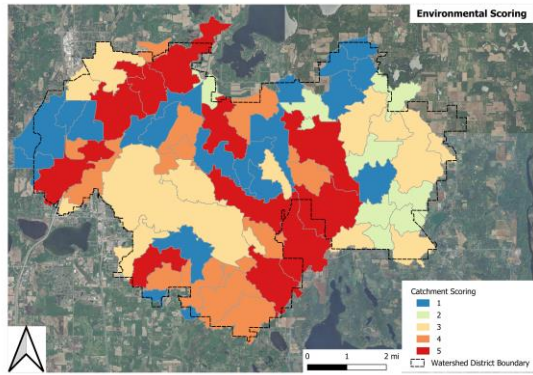 Environmental Scoring
Catchment Scoring
1
2
3
4
5
Watershed District Boundary
0 1 2 mi